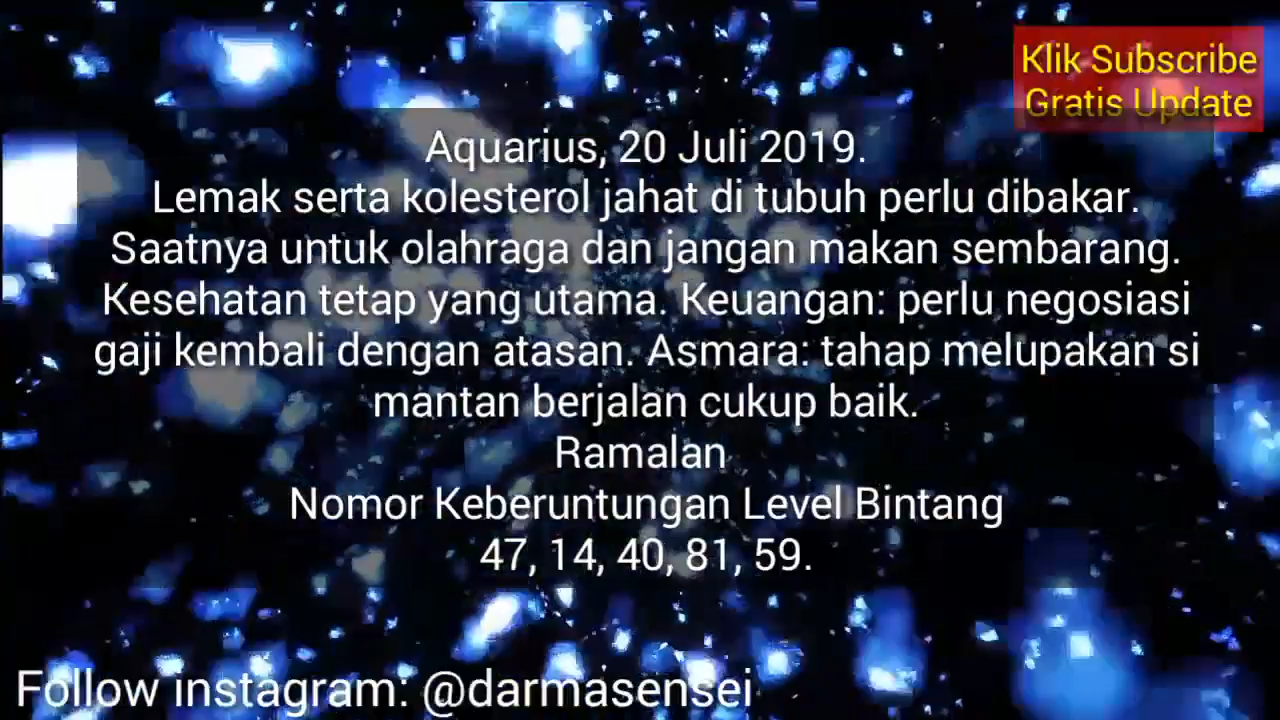 Klik Subscribe
Gratis Update
Aquarius, 20 Juli 2019.
Lemak serta kolesterol jahat di tubuh perlu dibakar.
Saatnya untuk olahraga dan jangan makan sembarang.
Kesehatan tetap yang utama. Keuangan: perlu negosiasi
gaji kembali dengan atasan. Asmara: tahap melupakan si
mantan berjalan cukup baik.
Ramalan
Nomor Keberuntungan Level Bintang
47, 14, 40, 81, 59.
Follow instagram: @darmasensei